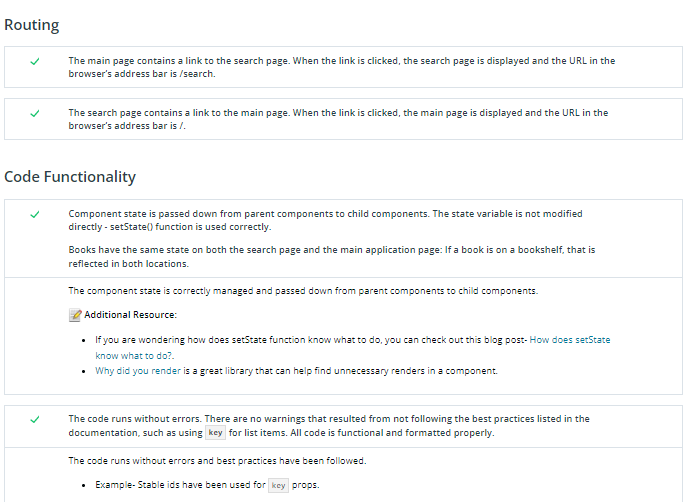 Routing
The main page contains a link to the search page. When the link is clicked, the search page is displayed and the URL in the
browser's address bar is /search.
The search page contains a link to the main page. When the link is clicked, the main page is displayed and the URL in the
browser's address bar is /.
Code Functionality
Component state is passed down from parent components to child components. The state variable is not modified
directly - setState() function is used correctly.
Books have the same state on both the search page and the main application page: If a book is on a bookshelf, that is
reflected in both locations.
The component state is correctly managed and passed down from parent components to child components.
📝 Additional Resource:
• If you are wondering how does setState function know what to do, you can check out this blog post- How does setState
know what to do?.
• Why did you render is a great library that can help find unnecessary renders in a component.
The code runs without errors. There are no warnings that resulted from not following the best practices listed in the
documentation, such as using key for list items. All code is functional and formatted properly.
The code runs without errors and best practices have been followed.
• Example- Stable ids have been used for key props.